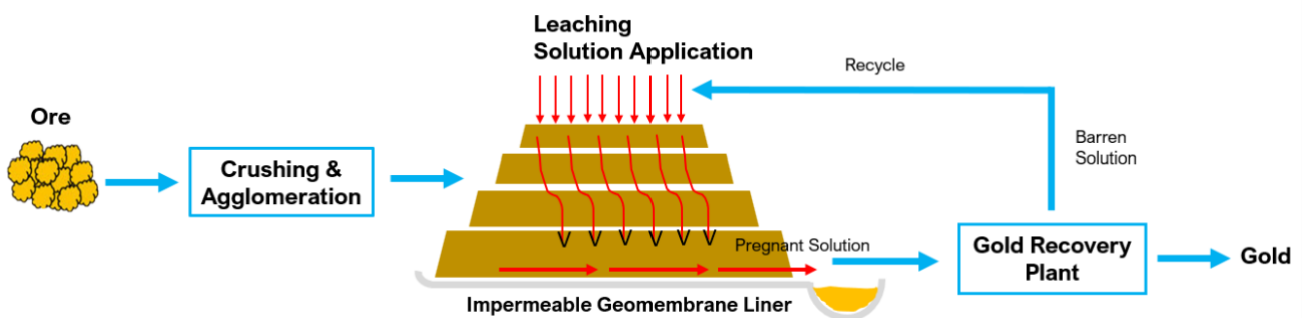 Leaching
Solution Application
Recycle
Ore
Barren
Solution
Crushing &
Agglomeration
Pregnant Solution
Gold Recovery
Plant
Gold
Impermeable Geomembrane Liner